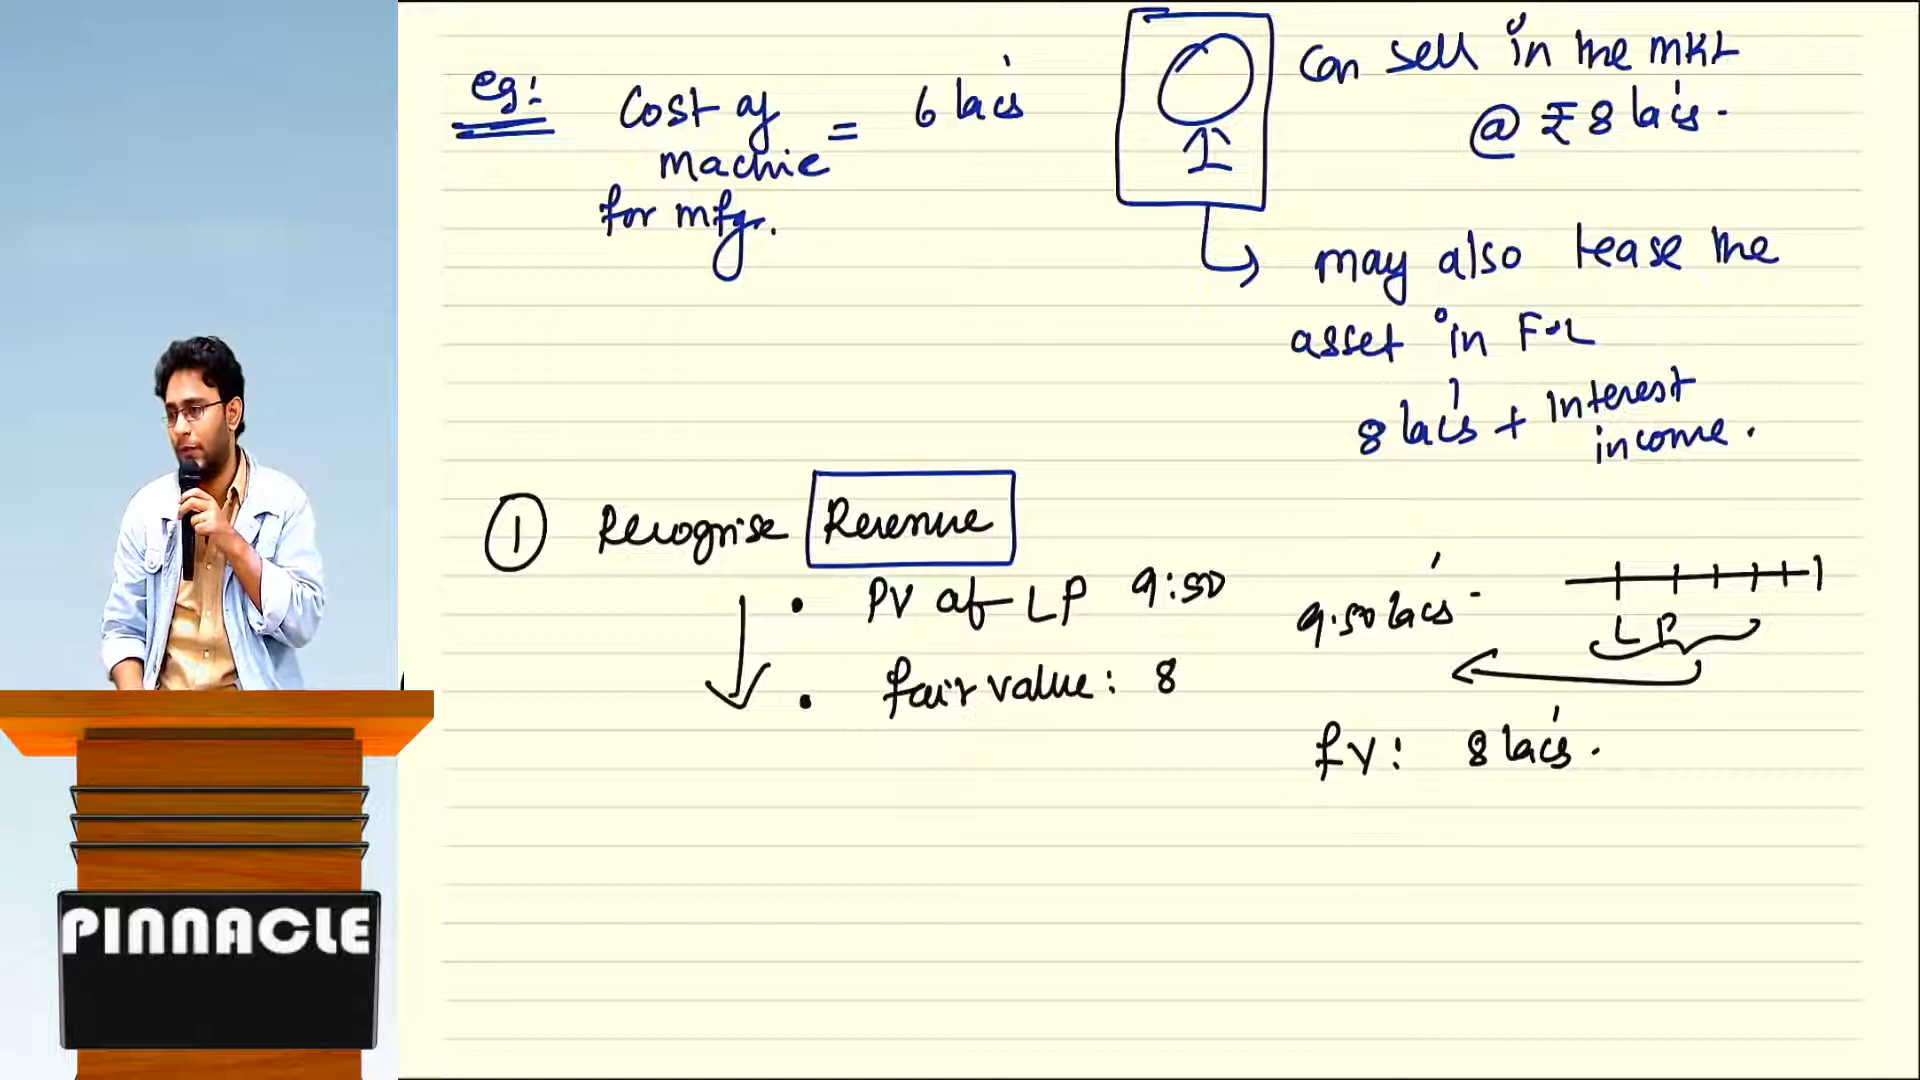 eg:
Cost of = 6 lacs
machie
for mfg.
I
Can sell in the mkt
@ ₹ 8 lacs.
may also lease the
asset in F.L
8 lacs + Interest
income.
① Recognise Revenue
• PV of LP 9:50
• fair value: 8
9.50 lacs.
LP
FV: 8 lacs.
PINNACLE